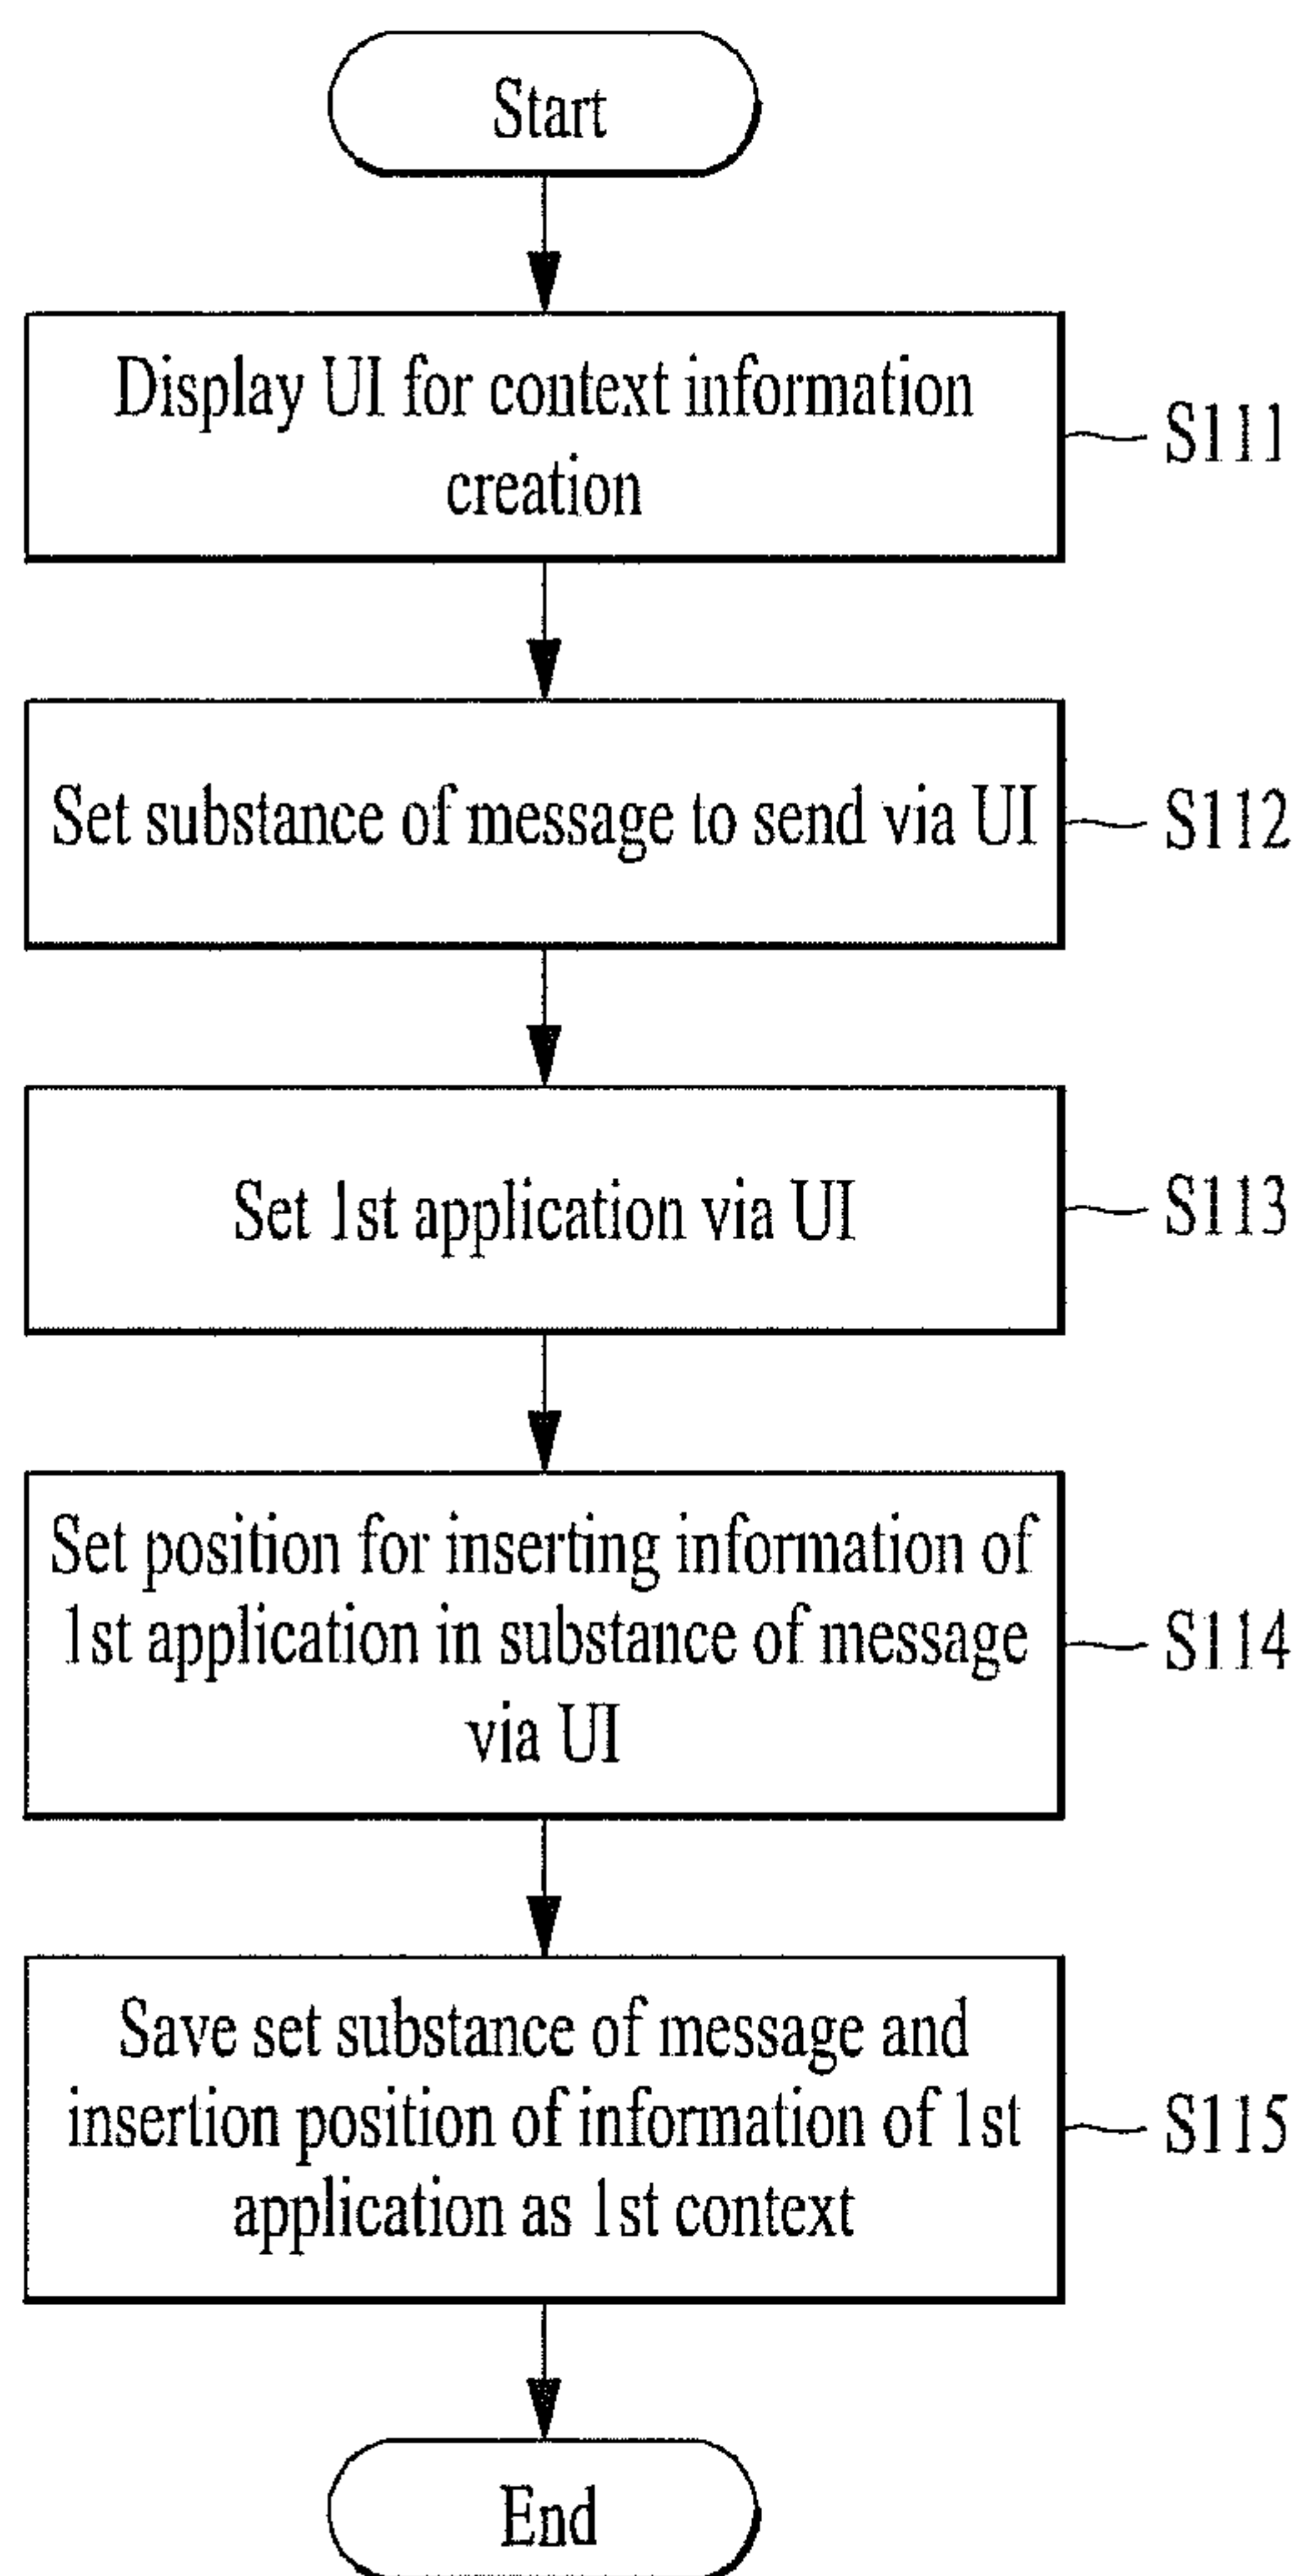 Start
Display UI for context information
creation
S111
Set substance of message to send via UI
S112
Set 1st application via UI
S113
Set position for inserting information of
1st application in substance of message
via UI
S114
Save set substance of message and
insertion position of information of 1st
application as 1st context
S115
End